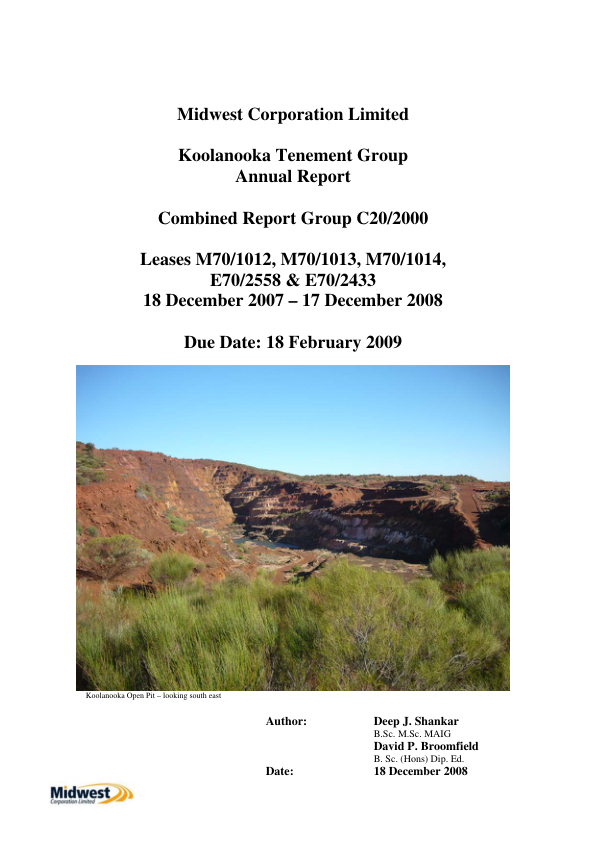 Midwest Corporation Limited
Koolanooka Tenement Group
Annual Report
Combined Report Group C20/2000
Leases M70/1012, M70/1013, M70/1014,
E70/2558 & E70/2433
18 December 2007 – 17 December 2008
Due Date: 18 February 2009
Koolanooka Open Pit – looking south east
Author: Deep J. Shankar
B.Sc. M.Sc. MAIG
David P. Broomfield
B. Sc. (Hons) Dip. Ed.
Date: 18 December 2008
Midwest
Corporation Limited